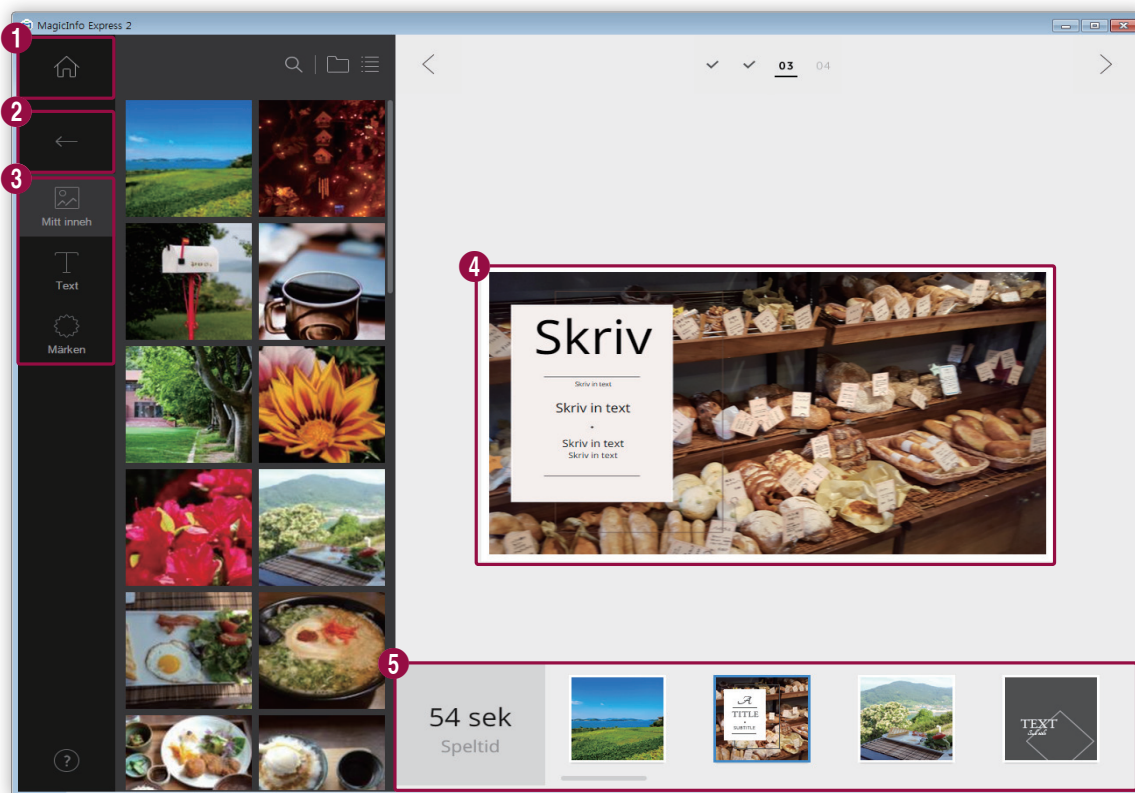 MagicInfo Express 2
1
2
3
Mitt inneh
Text
Märken
?
03 04
4
Skriv
Skriv in text
Skriv in text
Skriv in text
Skriv in text
5
54 sek
Speltid
A
TITLE
SUBTITLE
TEXT